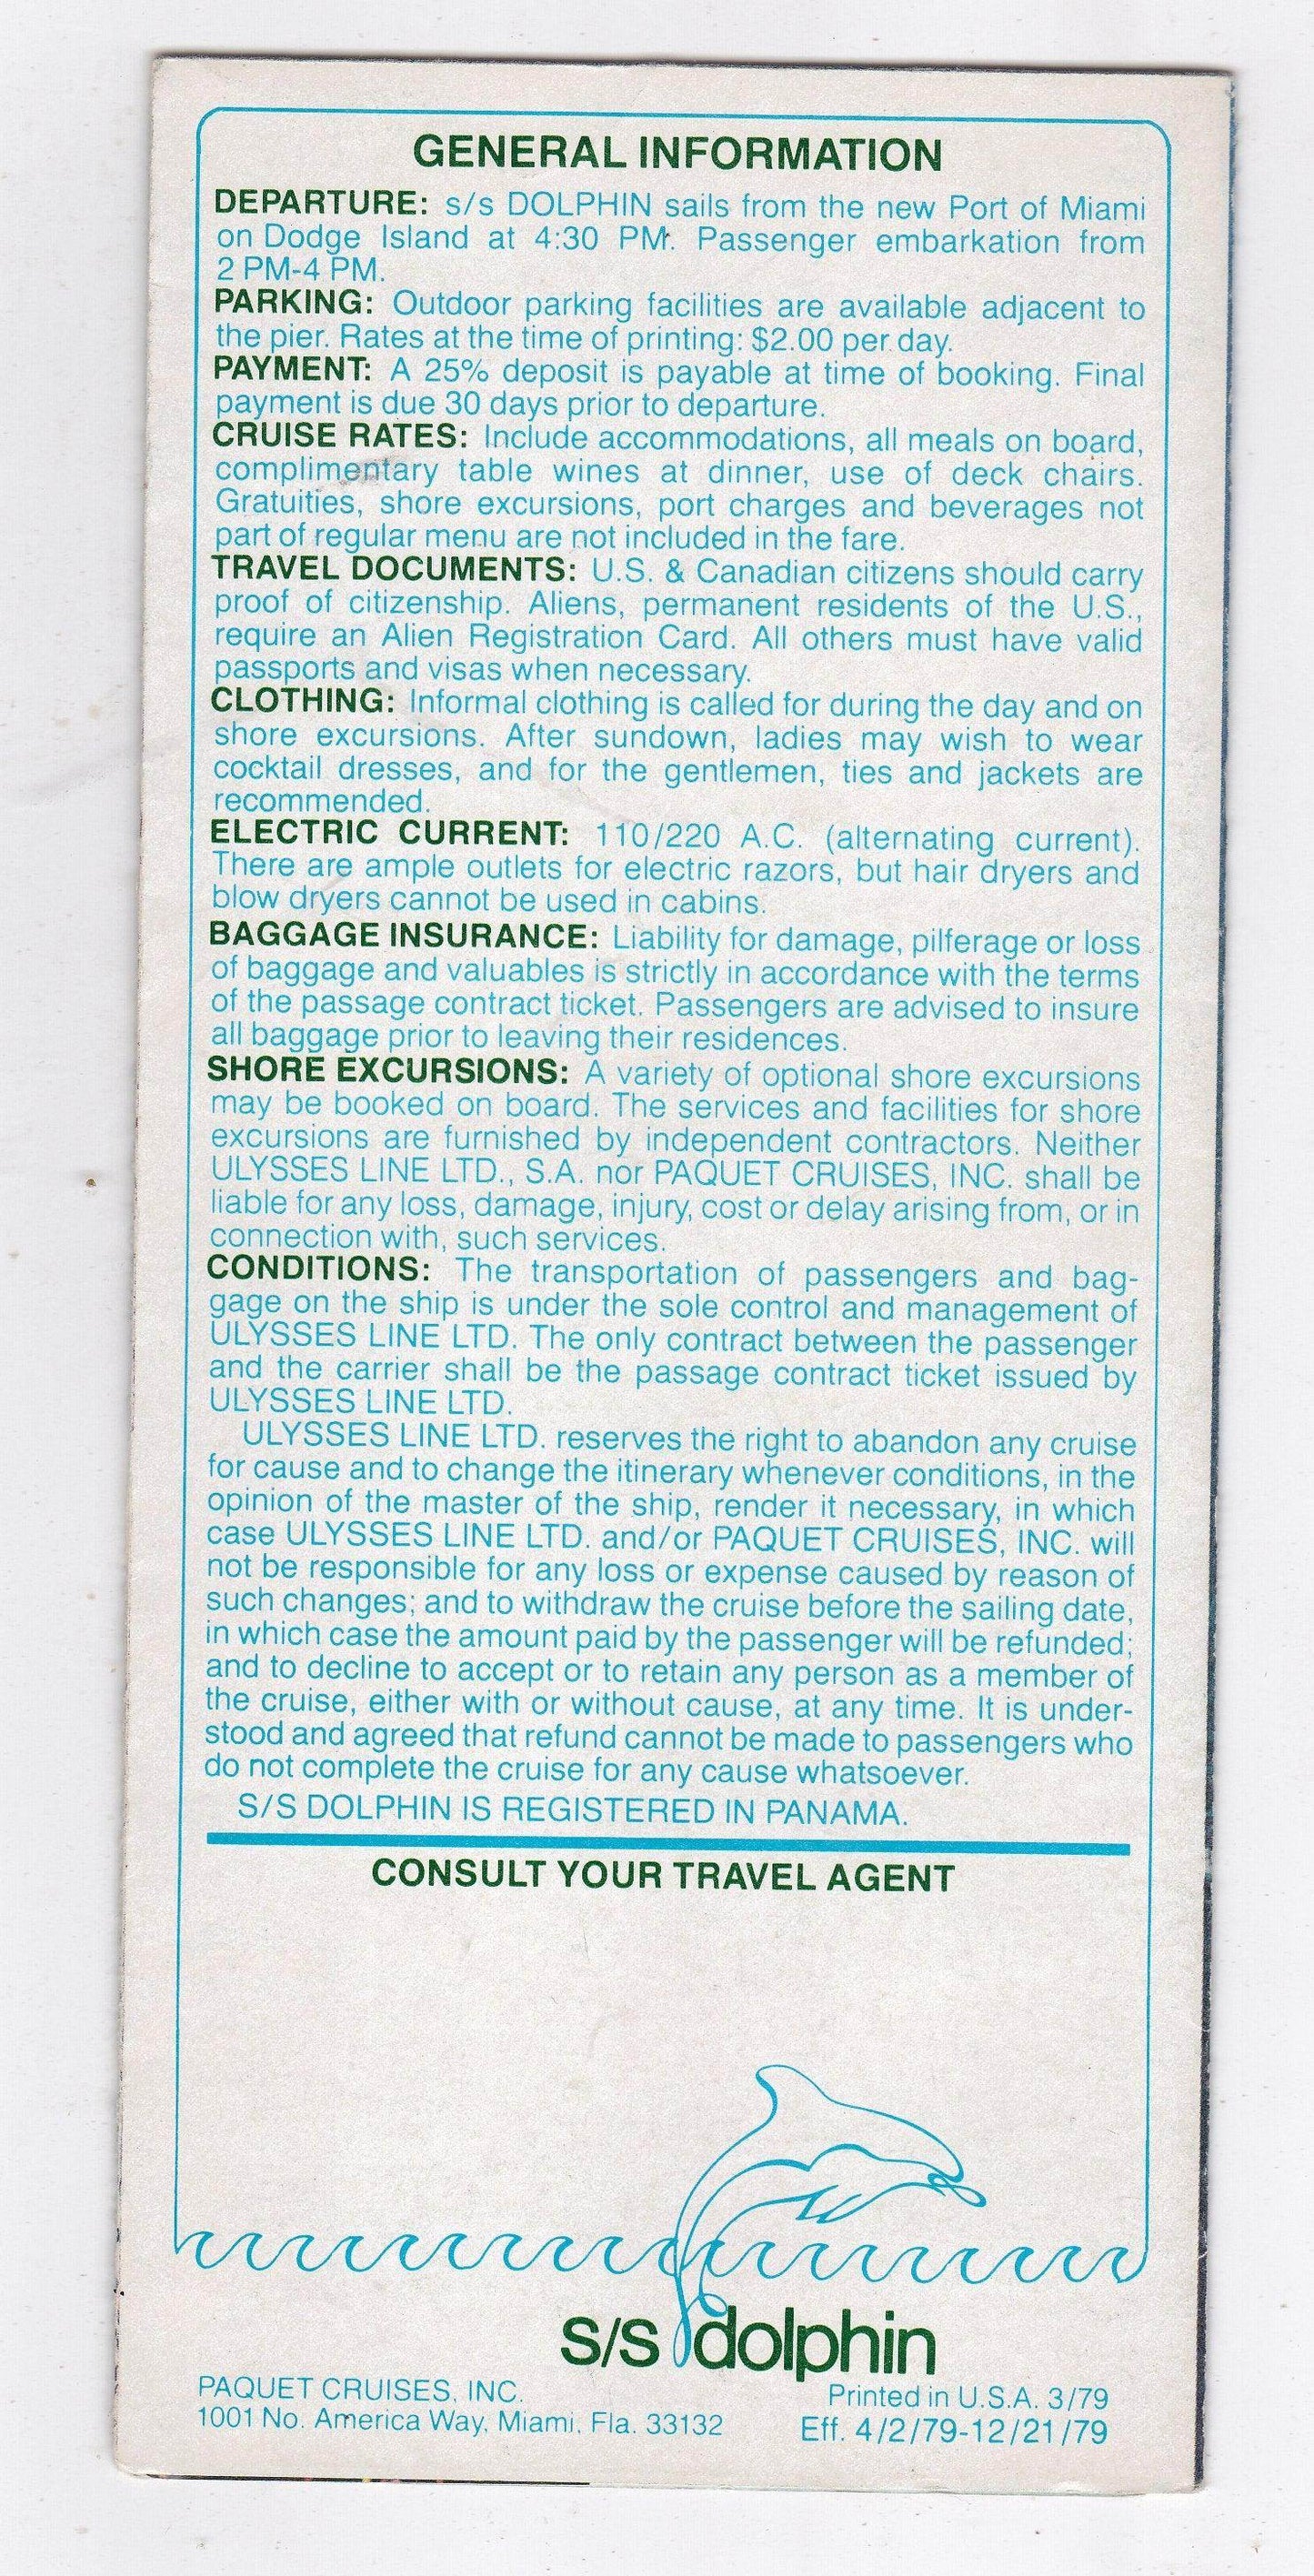 GENERAL INFORMATION
DEPARTURE: s/s DOLPHIN sails from the new Port of Miami
on Dodge Island at 4:30 PM. Passenger embarkation from
2 PM-4 PM.
PARKING: Outdoor parking facilities are available adjacent to
the pier. Rates at the time of printing: $2.00 per day.
PAYMENT: A 25% deposit is payable at time of booking. Final
payment is due 30 days prior to departure.
CRUISE RATES: Include accommodations, all meals on board,
complimentary table wines at dinner, use of deck chairs.
Gratuities, shore excursions, port charges and beverages not
part of regular menu are not included in the fare.
TRAVEL DOCUMENTS: U.S. & Canadian citizens should carry
proof of citizenship. Aliens, permanent residents of the U.S.,
require an Alien Registration Card. All others must have valid
passports and visas when necessary.
CLOTHING: Informal clothing is called for during the day and on
shore excursions. After sundown, ladies may wish to wear
cocktail dresses, and for the gentlemen, ties and jackets are
recommended.
ELECTRIC CURRENT: 110/220 A.C. (alternating current).
There are ample outlets for electric razors, but hair dryers and
blow dryers cannot be used in cabins.
BAGGAGE INSURANCE: Liability for damage, pilferage or loss
of baggage and valuables is strictly in accordance with the terms
of the passage contract ticket. Passengers are advised to insure
all baggage prior to leaving their residences.
SHORE EXCURSIONS: A variety of optional shore excursions
may be booked on board. The services and facilities for shore
excursions are furnished by independent contractors. Neither
ULYSSES LINE LTD., S.A. nor PAQUET CRUISES, INC. shall be
liable for any loss, damage, injury, cost or delay arising from, or in
connection with, such services.
CONDITIONS: The transportation of passengers and bag-
gage on the ship is under the sole control and management of
ULYSSES LINE LTD. The only contract between the passenger
and the carrier shall be the passage contract ticket issued by
ULYSSES LINE LTD.
ULYSSES LINE LTD. reserves the right to abandon any cruise
for cause and to change the itinerary whenever conditions, in the
opinion of the master of the ship, render it necessary, in which
case ULYSSES LINE LTD. and/or PAQUET CRUISES, INC. will
not be responsible for any loss or expense caused by reason of
such changes; and to withdraw the cruise before the sailing date,
in which case the amount paid by the passenger will be refunded;
and to decline to accept or to retain any person as a member of
the cruise, either with or without cause, at any time. It is under-
stood and agreed that refund cannot be made to passengers who
do not complete the cruise for any cause whatsoever.
S/S DOLPHIN IS REGISTERED IN PANAMA.
CONSULT YOUR TRAVEL AGENT
s/s dolphin
PAQUET CRUISES, INC.
1001 No. America Way, Miami, Fla. 33132
Printed in U.S.A. 3/79
Eff. 4/2/79-12/21/79